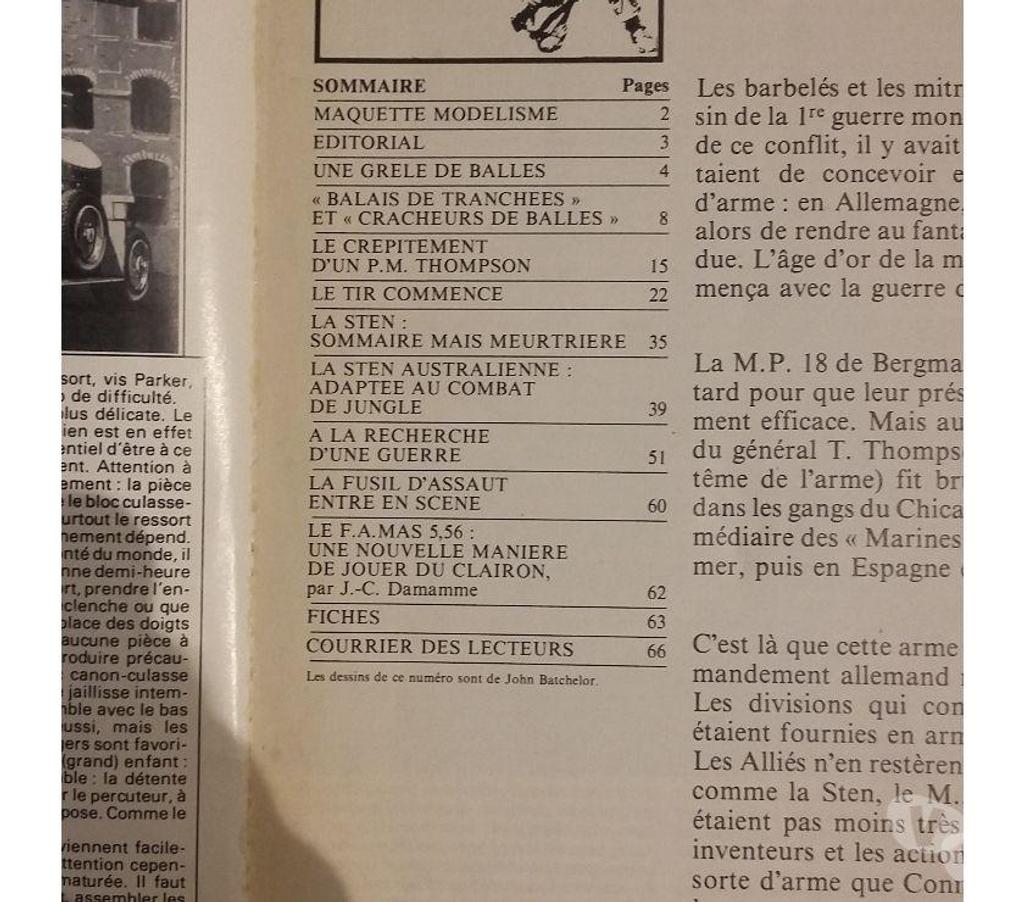 sort, vis Parker,
de difficulté.
plus délicate. Le
ien est en effet
entiel d'être à ce
ent. Attention à
ement : la pièce
le bloc culasse-
urtout le ressort
nement dépend.
nté du monde, il
nne demi-heure
rt, prendre l'en-
clenche ou que
place des doigts
aucune pièce à
roduire précau-
canon-culasse
jaillisse intem-
ble avec le bas
ussi, mais les
gers sont favori-
(grand) enfant :
ble : la détente
r le percuteur, à
pose. Comme le
viennent facile-
ttention cepen-
naturée. Il faut
assembler les
SOMMAIRE Pages
MAQUETTE MODELISME 2
EDITORIAL 3
UNE GRELE DE BALLES 4
« BALAIS DE TRANCHEES »
ET « CRACHEURS DE BALLES » 8
LE CREPITEMENT
D'UN P.M. THOMPSON 15
LE TIR COMMENCE 22
LA STEN :
SOMMAIRE MAIS MEURTRIERE 35
LA STEN AUSTRALIENNE :
ADAPTEE AU COMBAT
DE JUNGLE 39
A LA RECHERCHE
D'UNE GUERRE 51
LA FUSIL D'ASSAUT
ENTRE EN SCENE 60
LE F.A.MAS 5,56 :
UNE NOUVELLE MANIERE
DE JOUER DU CLAIRON,
par J.-C. Damamme 62
FICHES 63
COURRIER DES LECTEURS 66
Les dessins de ce numéro sont de John Batchelor.
Les barbelés et les mitr
sin de la 1re guerre mon
de ce conflit, il y avait
taient de concevoir e
d'arme : en Allemagne,
alors de rendre au fant
due. L'âge d'or de la m
mença avec la guerre
La M.P. 18 de Bergma
tard pour que leur prés
ment efficace. Mais au
du général T. Thomps
tême de l'arme) fit br
dans les gangs du Chica
médiaire des « Marines
mer, puis en Espagne
C'est là que cette arme
mandement allemand
Les divisions qui con
étaient fournies en arn
Les Alliés n'en restèren
comme la Sten, le M.
étaient pas moins très
inventeurs et les action
sorte d'arme que Conn